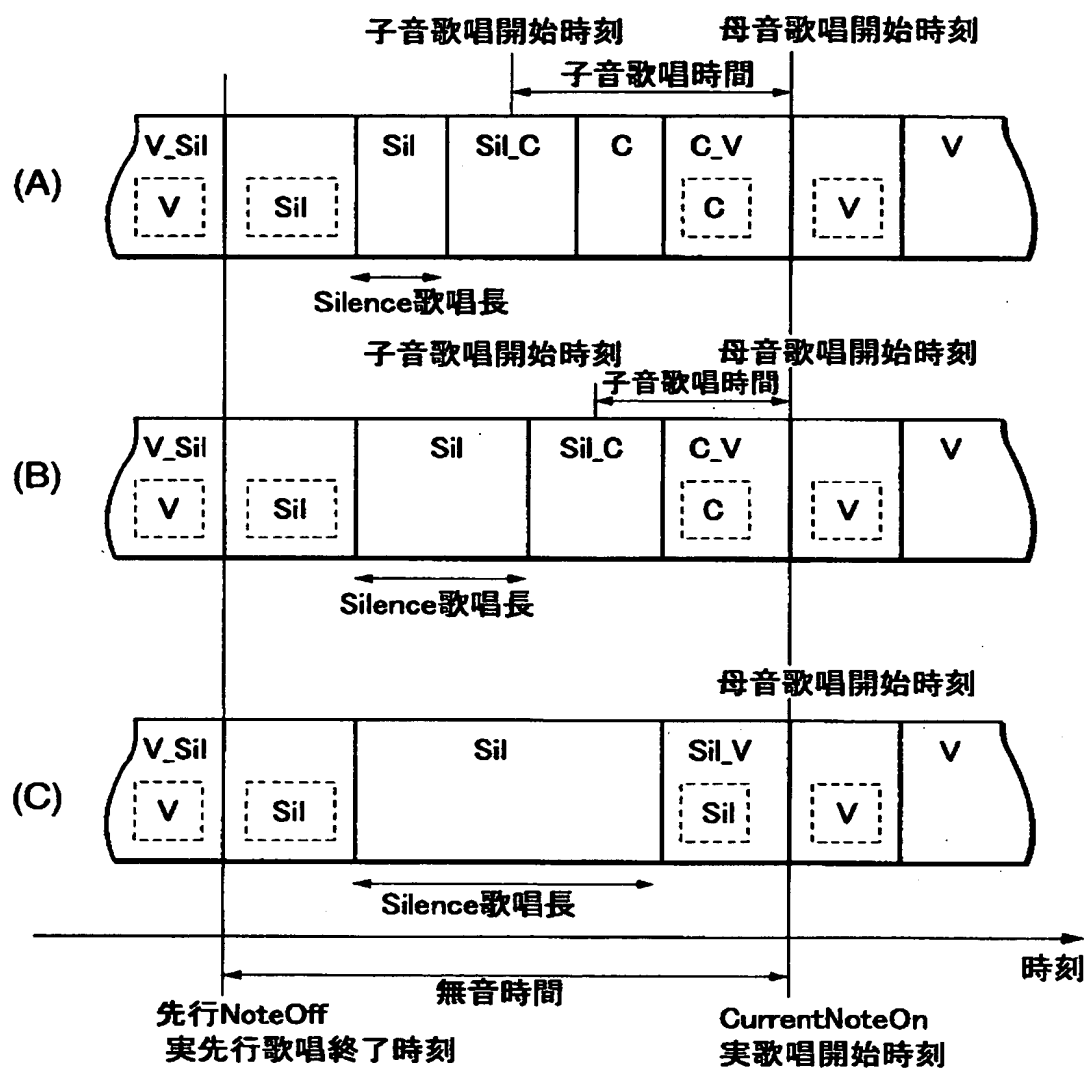 子音歌唱開始時刻 母音歌唱開始時刻
子音歌唱時間
(A)
V_Sil Sil Sil_C C C_V V
V Sil C V
Silence歌唱長
子音歌唱開始時刻 母音歌唱開始時刻
子音歌唱時間
(B)
V_Sil Sil Sil_C C_V V
V Sil C V
Silence歌唱長
母音歌唱開始時刻
(C)
V_Sil Sil Sil_V V
V Sil Sil V
Silence歌唱長
時刻
無音時間
先行NoteOff
実先行歌唱終了時刻
CurrentNoteOn
実歌唱開始時刻